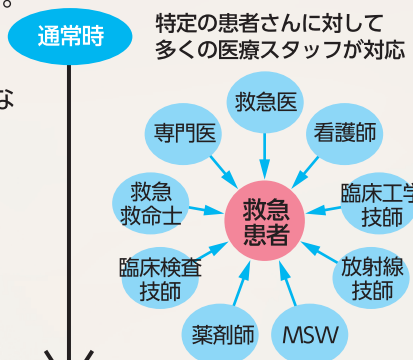 。
通常時
特定の患者さんに対して
多くの医療スタッフが対応
な
救急医
専門医
看護師
救急
救命士
臨床工学
技師
救急
患者
臨床検査
技師
放射線
技師
薬剤師
MSW